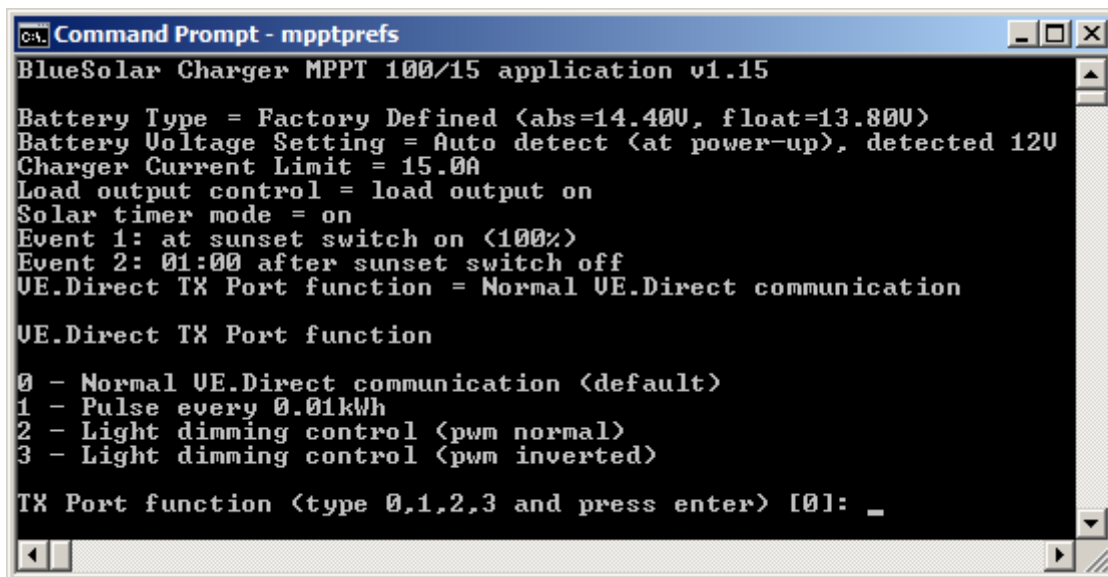 Command Prompt - mpptprefs
BlueSolar Charger MPPT 100/15 application v1.15
Battery Type = Factory Defined (abs=14.40V, float=13.80V)
Battery Voltage Setting = Auto detect (at power-up), detected 12V
Charger Current Limit = 15.0A
Load output control = load output on
Solar timer mode = on
Event 1: at sunset switch on (100%)
Event 2: 01:00 after sunset switch off
VE.Direct TX Port function = Normal VE.Direct communication
VE.Direct TX Port function
0 - Normal VE.Direct communication (default)
1 - Pulse every 0.01kWh
2 - Light dimming control (pwm normal)
3 - Light dimming control (pwm inverted)
TX Port function (type 0,1,2,3 and press enter) [0]: _